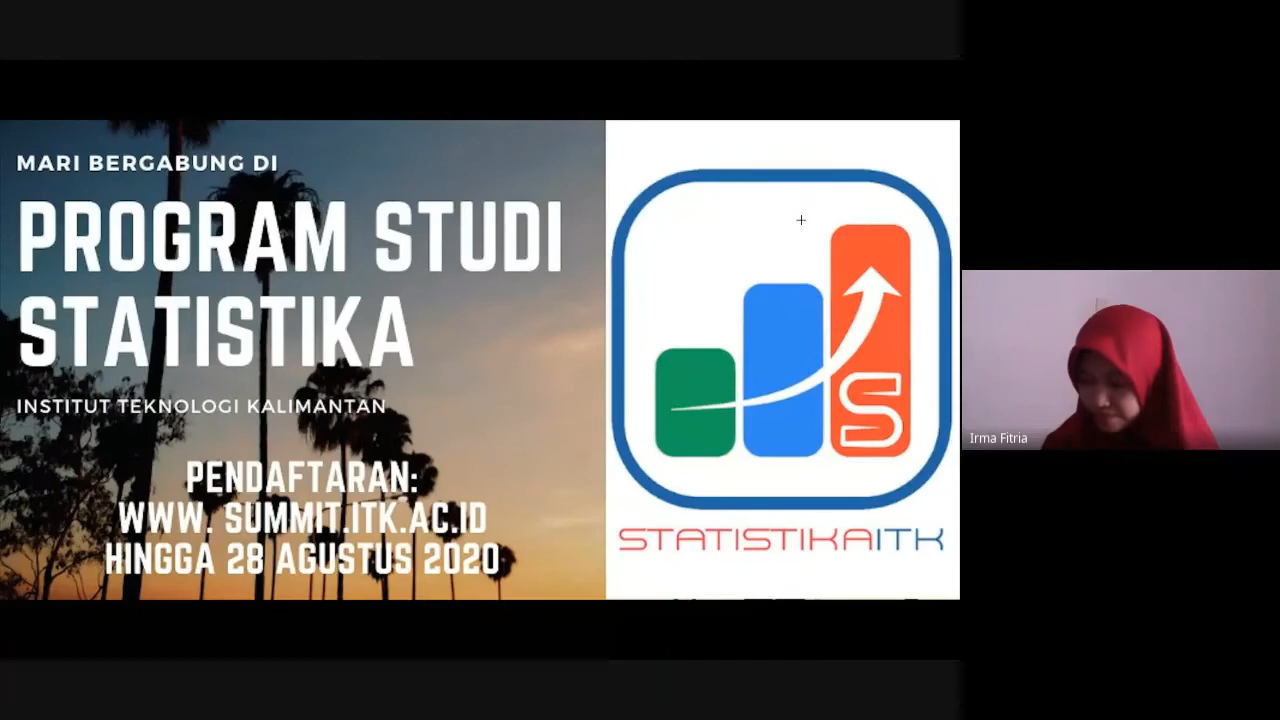 MARI BERGABUNG DI
PROGRAM STUDI
STATISTIKA
INSTITUT TEKNOLOGI KALIMANTAN
PENDAFTARAN:
WWW. SUMMIT.ITK.AC.ID
HINGGA 28 AGUSTUS 2020
S
STATISTIKAITK
Irma Fitria